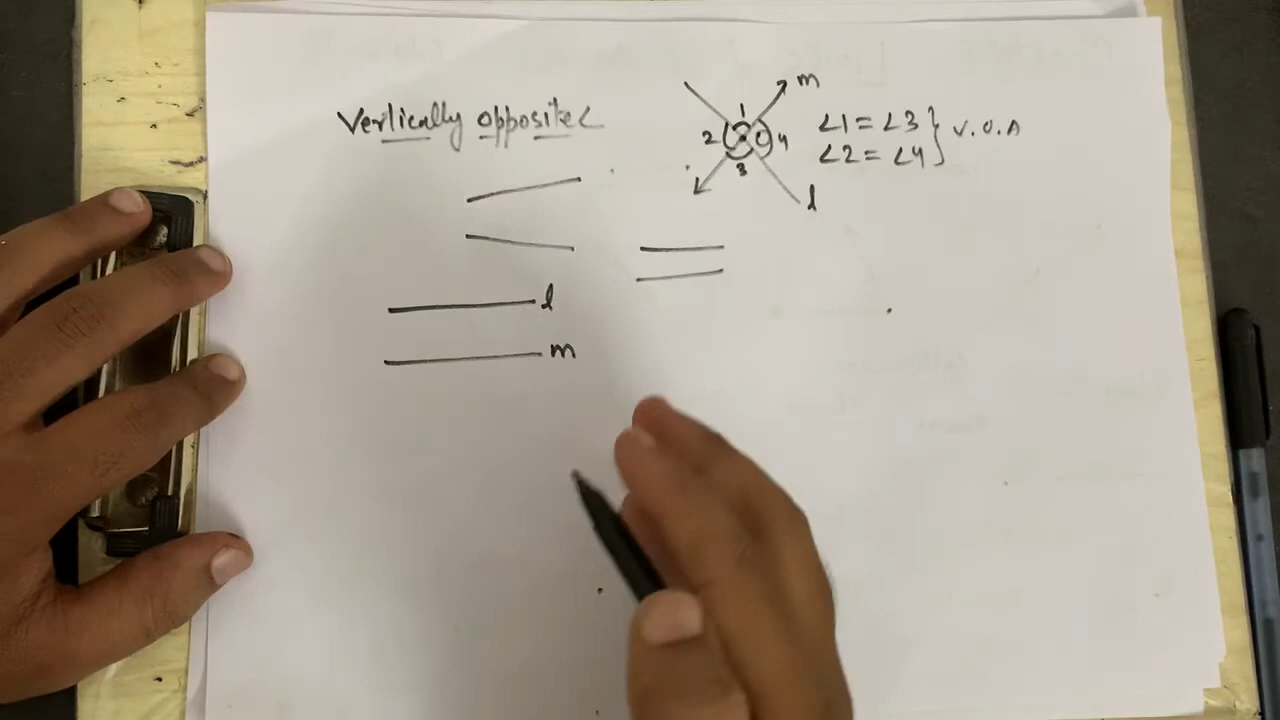 Vertically opposite ∠
m
1
2
4
3
l
∠1 = ∠3
∠2 = ∠4
V.O.A
l
m